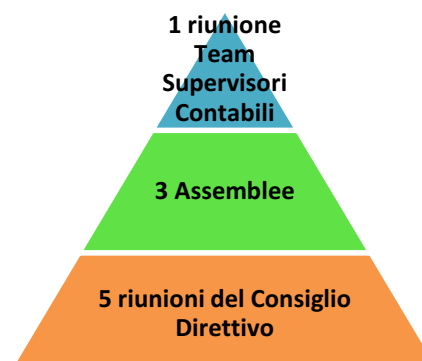 1 riunione
Team
Supervisori
Contabili
3 Assemblee
5 riunioni del Consiglio
Direttivo